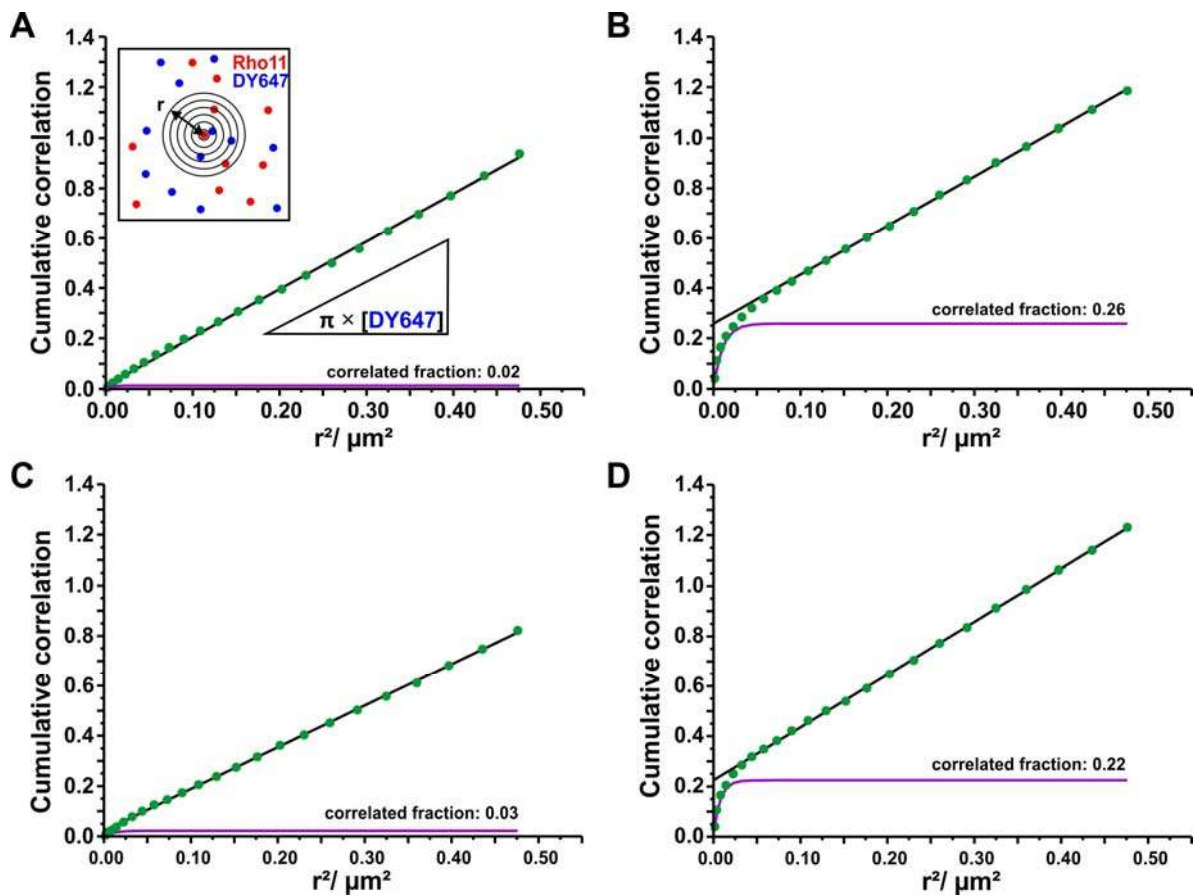 A
Cumulative correlation
1.4
1.2
1.0
0.8
0.6
0.4
0.2
0.0
Rho11
DY647
r
π × [DY647]
correlated fraction: 0.02
0.00 0.10 0.20 0.30 0.40 0.50
r²/ µm²
B
Cumulative correlation
1.4
1.2
1.0
0.8
0.6
0.4
0.2
0.0
correlated fraction: 0.26
0.00 0.10 0.20 0.30 0.40 0.50
r²/ µm²
C
Cumulative correlation
1.4
1.2
1.0
0.8
0.6
0.4
0.2
0.0
correlated fraction: 0.03
0.00 0.10 0.20 0.30 0.40 0.50
r²/ µm²
D
Cumulative correlation
1.4
1.2
1.0
0.8
0.6
0.4
0.2
0.0
correlated fraction: 0.22
0.00 0.10 0.20 0.30 0.40 0.50
r²/ µm²